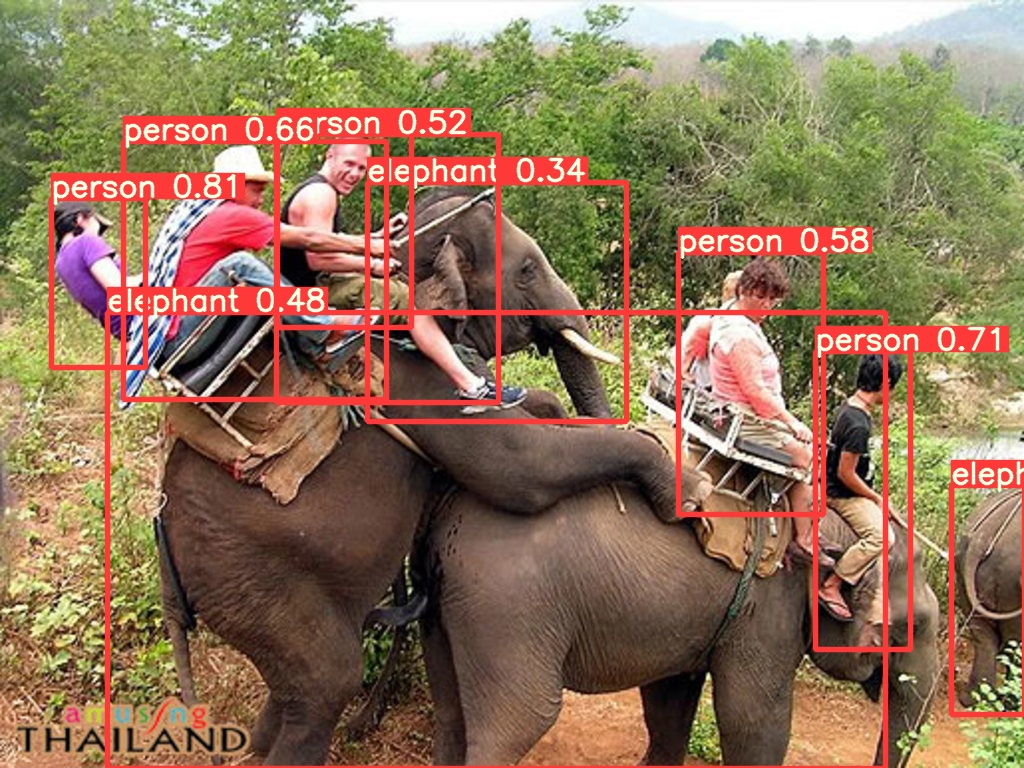 person 0.66
rson 0.52
elephant 0.34
person 0.81
person 0.58
elephant 0.48
person 0.71
eleph
amusing
THAILAND